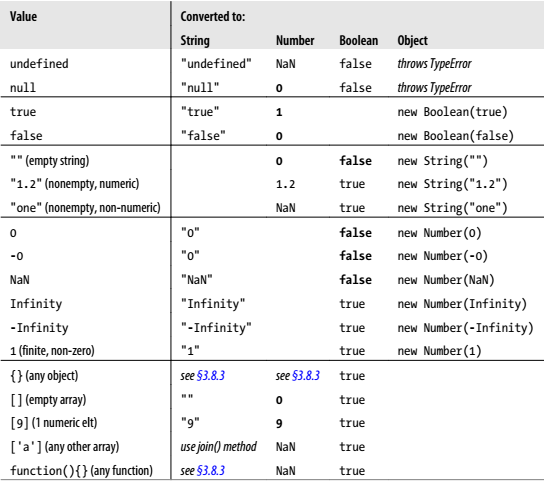 Value Converted to:
String Number Boolean Object
undefined "undefined" NaN false throws TypeError
null "null" 0 false throws TypeError
true "true" 1 new Boolean(true)
false "false" 0 new Boolean(false)
"" (empty string) 0 false new String("")
"1.2" (nonempty, numeric) 1.2 true new String("1.2")
"one" (nonempty, non-numeric) NaN true new String("one")
0 "0" false new Number(0)
-0 "0" false new Number(-0)
NaN "NaN" false new Number(NaN)
Infinity "Infinity" true new Number(Infinity)
-Infinity "-Infinity" true new Number(-Infinity)
1 (finite, non-zero) "1" true new Number(1)
{} (any object) see §3.8.3 see §3.8.3 true
[] (empty array) "" 0 true
[9] (1 numeric elt) "9" 9 true
['a'] (any other array) use join() method NaN true
function(){} (any function) see §3.8.3 NaN true